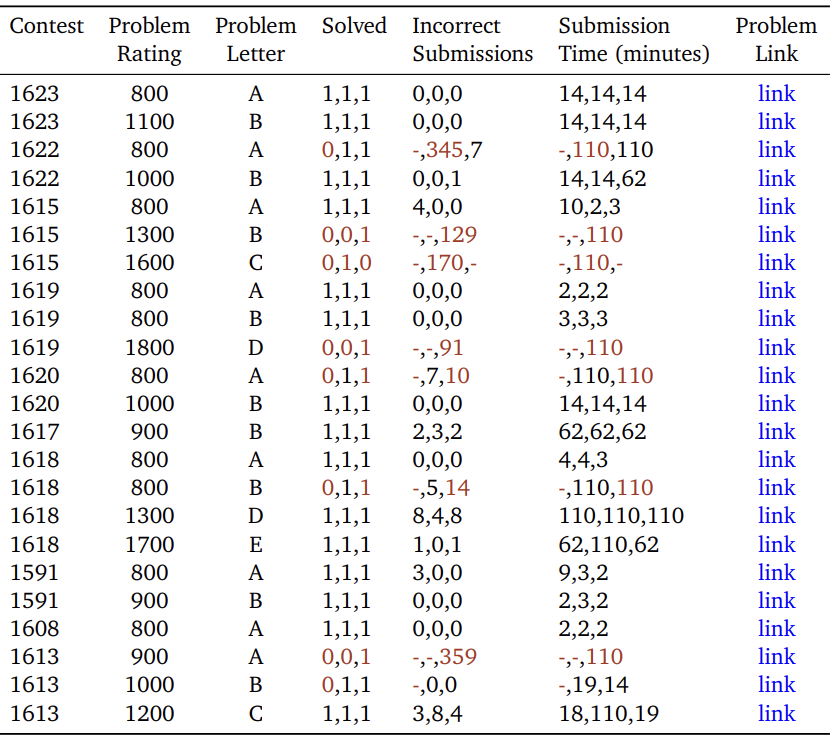 Contest Problem Problem Solved Incorrect Submission Problem
Rating Letter Submissions Time (minutes) Link
1623 800 A 1,1,1 0,0,0 14,14,14 link
1623 1100 B 1,1,1 0,0,0 14,14,14 link
1622 800 A 0,1,1 -,345,7 -,110,110 link
1622 1000 B 1,1,1 0,0,1 14,14,62 link
1615 800 A 1,1,1 4,0,0 10,2,3 link
1615 1300 B 0,0,1 -,-,129 -,-,110 link
1615 1600 C 0,1,0 -,170,- -,110,- link
1619 800 A 1,1,1 0,0,0 2,2,2 link
1619 800 B 1,1,1 0,0,0 3,3,3 link
1619 1800 D 0,0,1 -,-,91 -,-,110 link
1620 800 A 0,1,1 -,7,10 -,110,110 link
1620 1000 B 1,1,1 0,0,0 14,14,14 link
1617 900 B 1,1,1 2,3,2 62,62,62 link
1618 800 A 1,1,1 0,0,0 4,4,3 link
1618 800 B 0,1,1 -,5,14 -,110,110 link
1618 1300 D 1,1,1 8,4,8 110,110,110 link
1618 1700 E 1,1,1 1,0,1 62,110,62 link
1591 800 A 1,1,1 3,0,0 9,3,2 link
1591 900 B 1,1,1 0,0,0 2,3,2 link
1608 800 A 1,1,1 0,0,0 2,2,2 link
1613 900 A 0,0,1 -,-,359 -,-,110 link
1613 1000 B 0,1,1 -,0,0 -,19,14 link
1613 1200 C 1,1,1 3,8,4 18,110,19 link